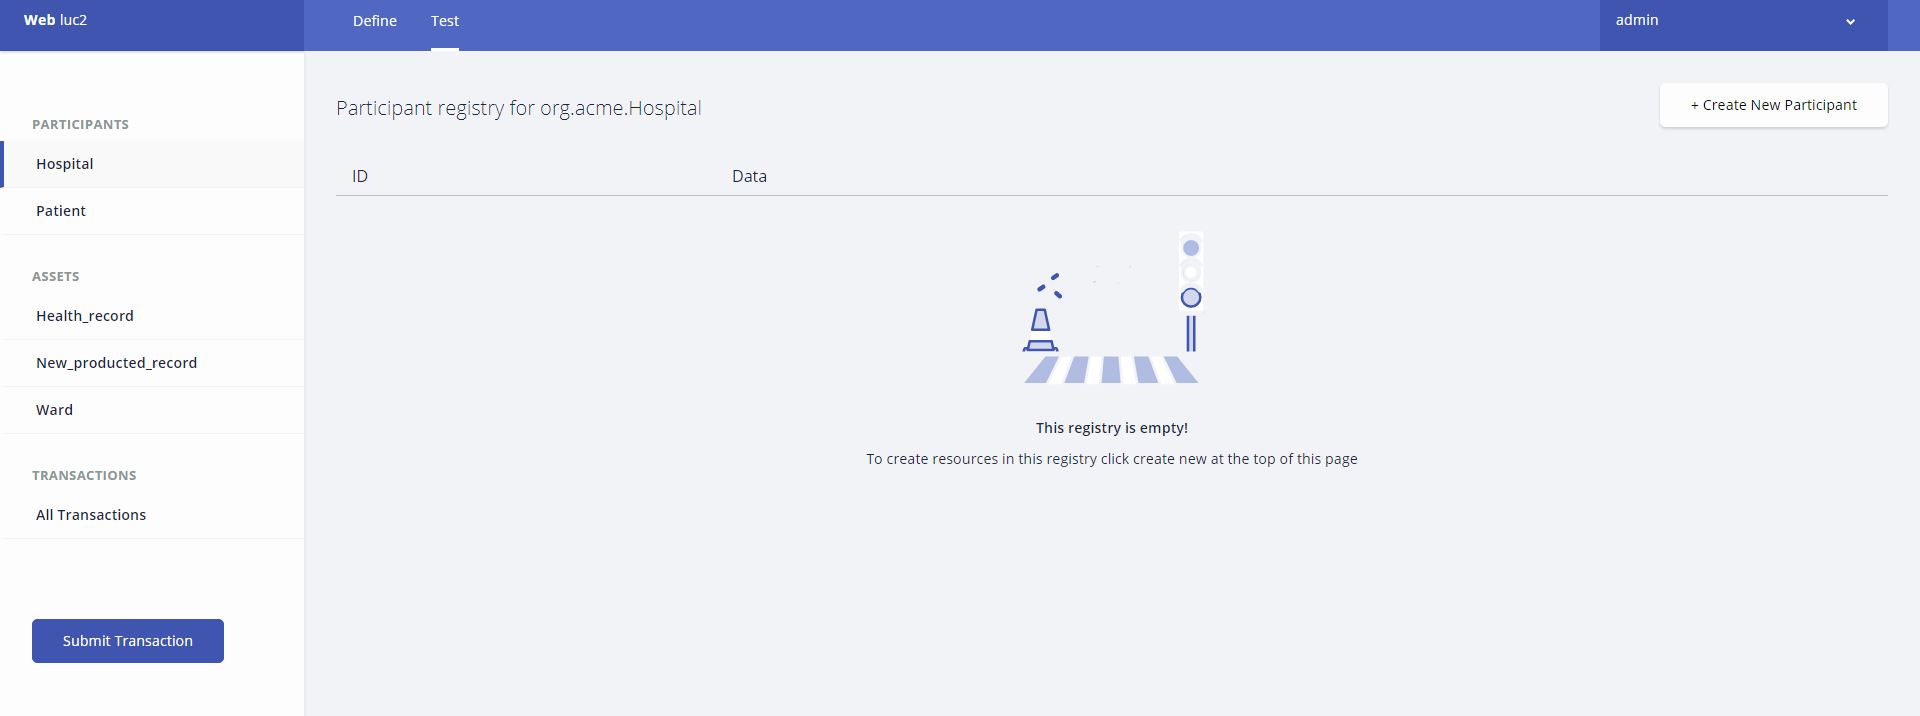 Web luc2
Define
Test
admin
PARTICIPANTS
Hospital
Patient
ASSETS
Health_record
New_producted_record
Ward
TRANSACTIONS
All Transactions
Submit Transaction
Participant registry for org.acme.Hospital
+ Create New Participant
ID
Data
This registry is empty!
To create resources in this registry click create new at the top of this page